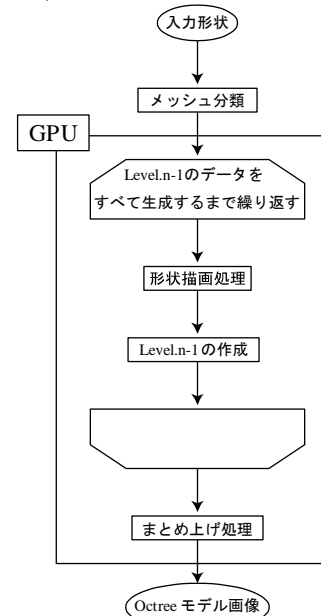 入力形状
メッシュ分類
GPU
Level.n-1のデータを
すべて生成するまで繰り返す
形状描画処理
Level.n-1の作成
まとめ上げ処理
Octree モデル画像